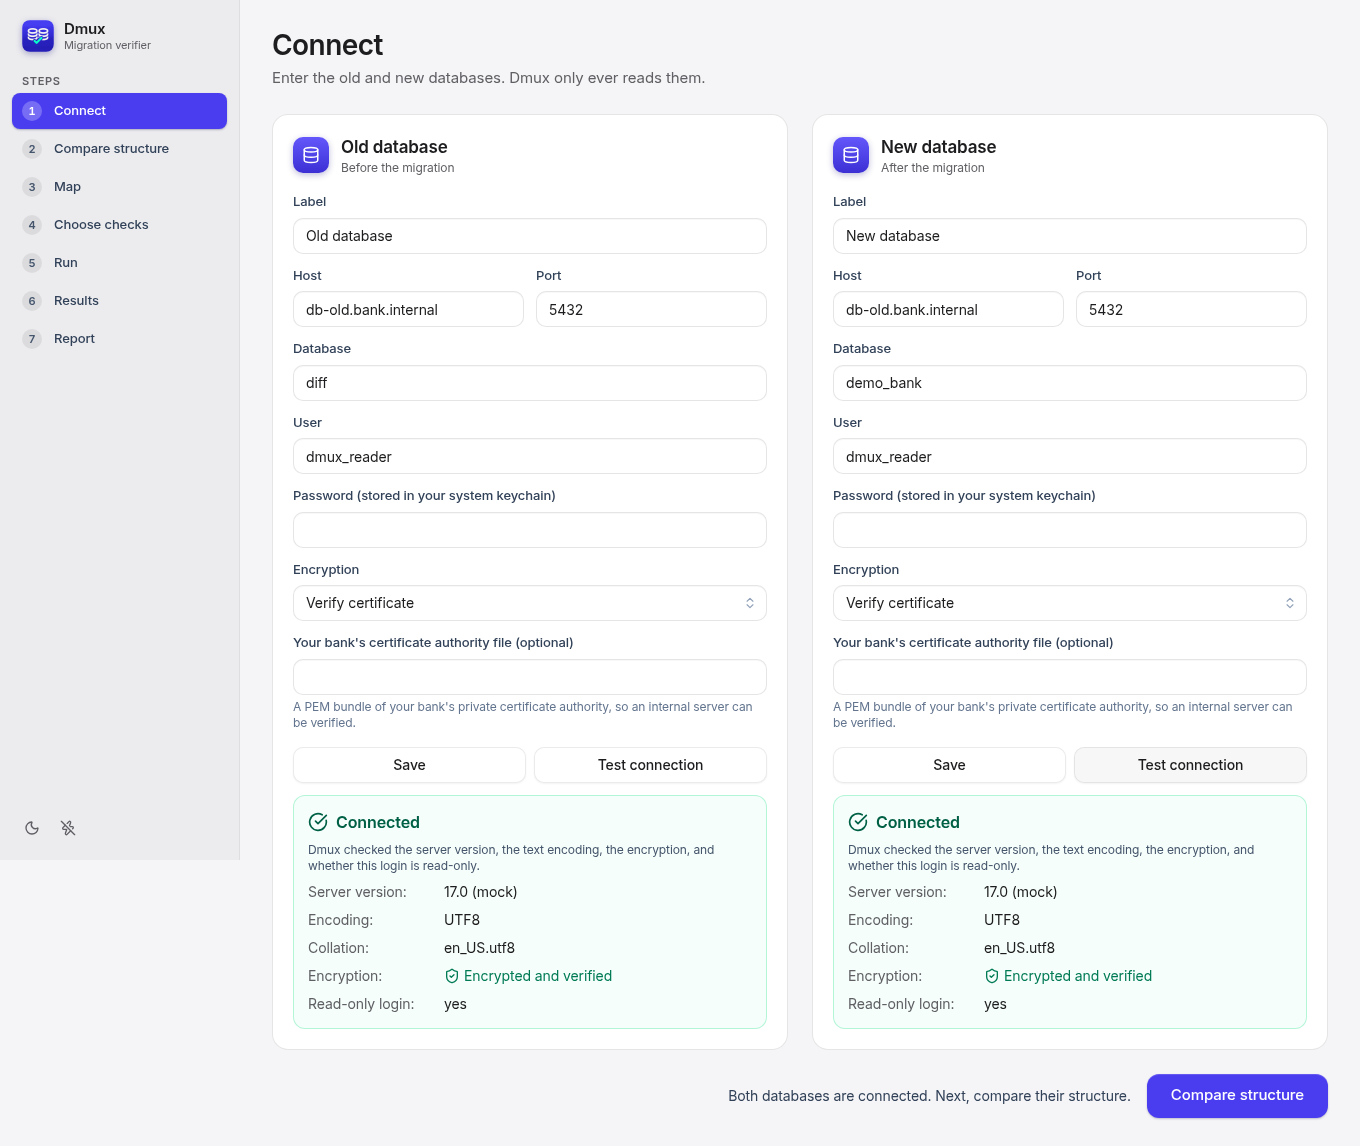 Dmux
Migration verifier
STEPS
1 Connect
2 Compare structure
3 Map
4 Choose checks
5 Run
6 Results
7 Report
Connect
Enter the old and new databases. Dmux only ever reads them.
Old database
Before the migration
Label
Old database
Host Port
db-old.bank.internal 5432
Database
diff
User
dmux_reader
Password (stored in your system keychain)
Encryption
Verify certificate
Your bank's certificate authority file (optional)
A PEM bundle of your bank's private certificate authority, so an internal server can
be verified.
Save Test connection
Connected
Dmux checked the server version, the text encoding, the encryption, and
whether this login is read-only.
Server version: 17.0 (mock)
Encoding: UTF8
Collation: en_US.utf8
Encryption: Encrypted and verified
Read-only login: yes
New database
After the migration
Label
New database
Host Port
db-old.bank.internal 5432
Database
demo_bank
User
dmux_reader
Password (stored in your system keychain)
Encryption
Verify certificate
Your bank's certificate authority file (optional)
A PEM bundle of your bank's private certificate authority, so an internal server can
be verified.
Save Test connection
Connected
Dmux checked the server version, the text encoding, the encryption, and
whether this login is read-only.
Server version: 17.0 (mock)
Encoding: UTF8
Collation: en_US.utf8
Encryption: Encrypted and verified
Read-only login: yes
Both databases are connected. Next, compare their structure. Compare structure